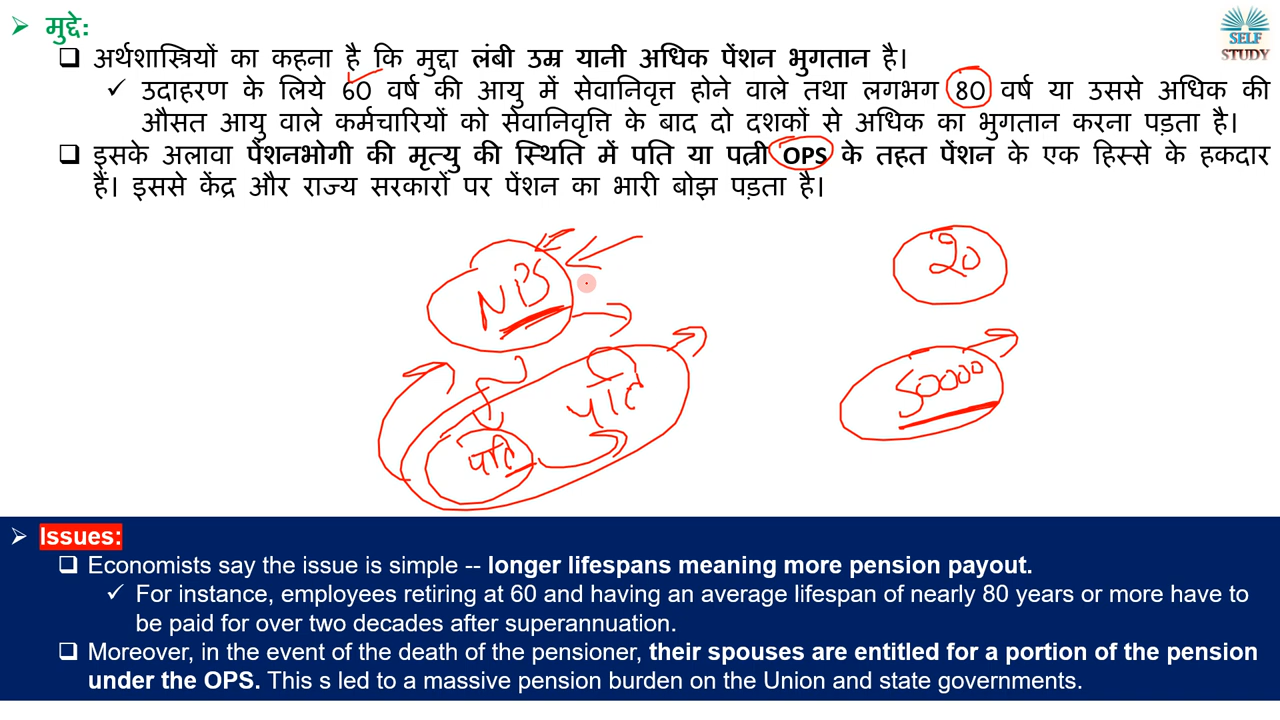 मुद्दे:
SELF
STUDY
अर्थशास्त्रियों का कहना है कि मुद्दा लंबी उम्र यानी अधिक पेंशन भुगतान है।
उदाहरण के लिये 60 वर्ष की आयु में सेवानिवृत्त होने वाले तथा लगभग 80 वर्ष या उससे अधिक की
औसत आयु वाले कर्मचारियों को सेवानिवृत्ति के बाद दो दशकों से अधिक का भुगतान करना पड़ता है।
इसके अलावा पेंशनभोगी की मृत्यु की स्थिति में पति या पत्नी OPS के तहत पेंशन के एक हिस्से के हकदार
हैं। इससे केंद्र और राज्य सरकारों पर पेंशन का भारी बोझ पड़ता है।
NPS
20
50000
पति
Issues:
Economists say the issue is simple -- longer lifespans meaning more pension payout.
For instance, employees retiring at 60 and having an average lifespan of nearly 80 years or more have to
be paid for over two decades after superannuation.
Moreover, in the event of the death of the pensioner, their spouses are entitled for a portion of the pension
under the OPS. This s led to a massive pension burden on the Union and state governments.